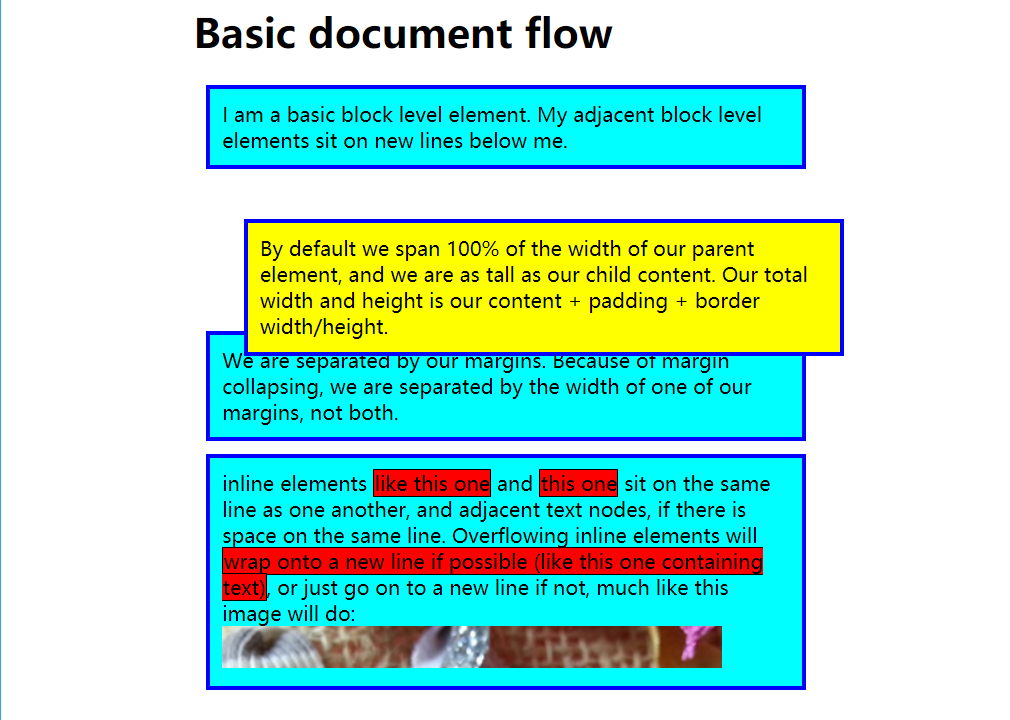 Basic document flow
I am a basic block level element. My adjacent block level
elements sit on new lines below me.
By default we span 100% of the width of our parent
element, and we are as tall as our child content. Our total
width and height is our content + padding + border
width/height.
We are separated by our margins. Because of margin
collapsing, we are separated by the width of one of our
margins, not both.
inline elements like this one and this one sit on the same
line as one another, and adjacent text nodes, if there is
space on the same line. Overflowing inline elements will
wrap onto a new line if possible (like this one containing
text), or just go on to a new line if not, much like this
image will do: